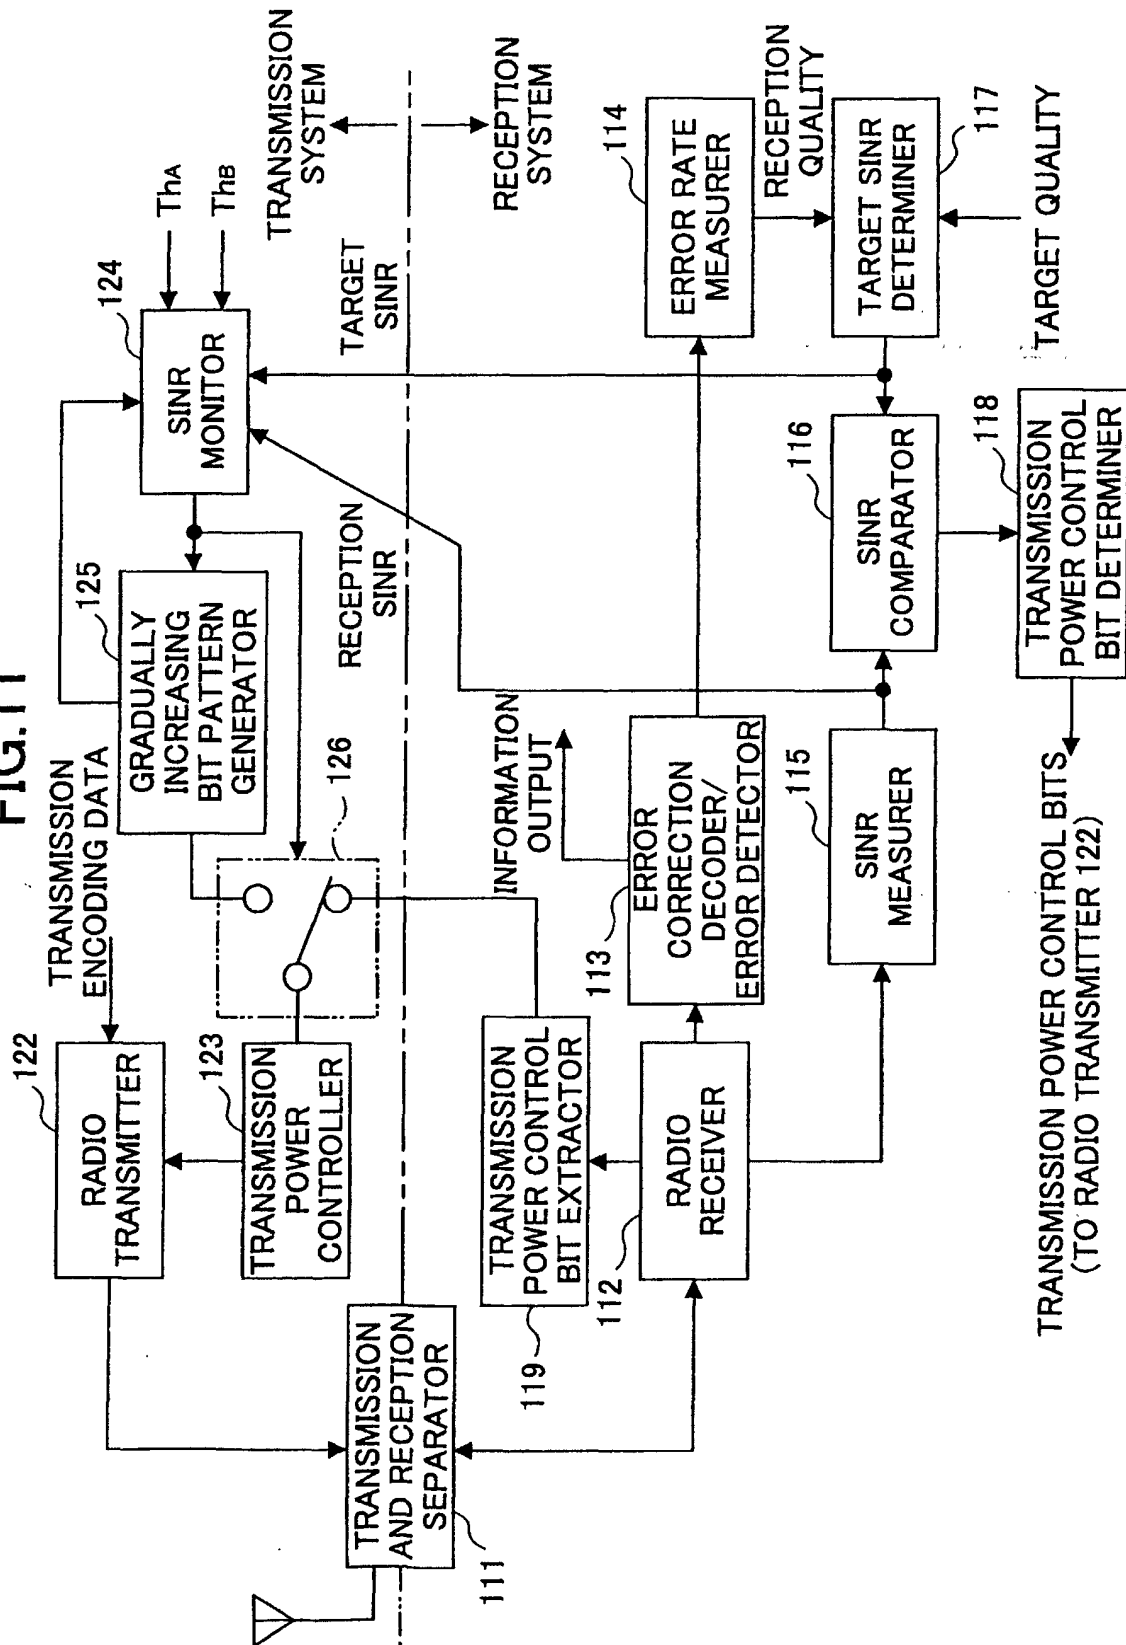 FIG.11
TRANSMISSION
ENCODING DATA
122
RADIO
TRANSMITTER
123
TRANSMISSION
POWER
CONTROLLER
126
125
GRADUALLY
INCREASING
BIT PATTERN
GENERATOR
124
SINR
MONITOR
ThA
ThB
TRANSMISSION
SYSTEM
RECEPTION
SYSTEM
TARGET
SINR
RECEPTION
SINR
TRANSMISSION
AND RECEPTION
SEPARATOR
111
TRANSMISSION
POWER CONTROL
BIT EXTRACTOR
119
INFORMATION
OUTPUT
112
RADIO
RECEIVER
113
ERROR
CORRECTION
DECODER/
ERROR DETECTOR
114
ERROR RATE
MEASURER
RECEPTION
QUALITY
115
SINR
MEASURER
116
SINR
COMPARATOR
TARGET SINR
DETERMINER
117
TARGET QUALITY
118
TRANSMISSION
POWER CONTROL
BIT DETERMINER
TRANSMISSION POWER CONTROL BITS
(TO RADIO TRANSMITTER 122)